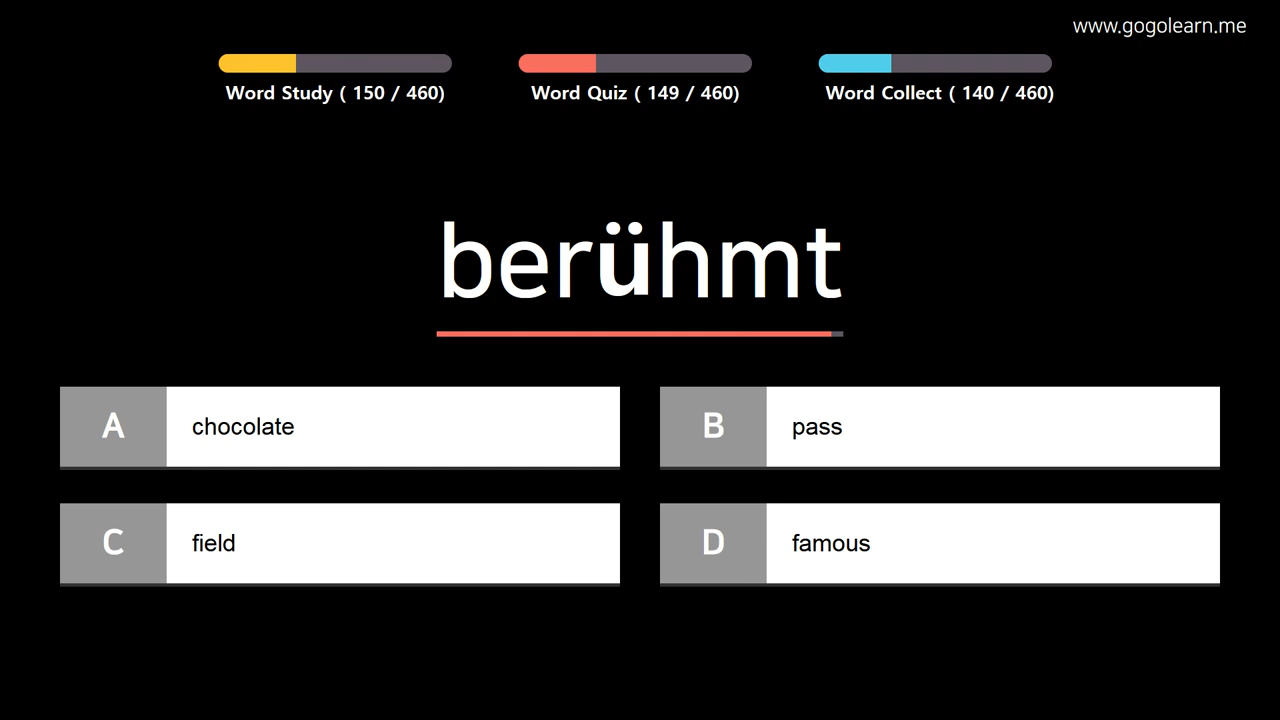 www.gogolearn.me
Word Study ( 150 / 460)
Word Quiz ( 149 / 460)
Word Collect ( 140 / 460)
berühmt
A chocolate
B pass
C field
D famous